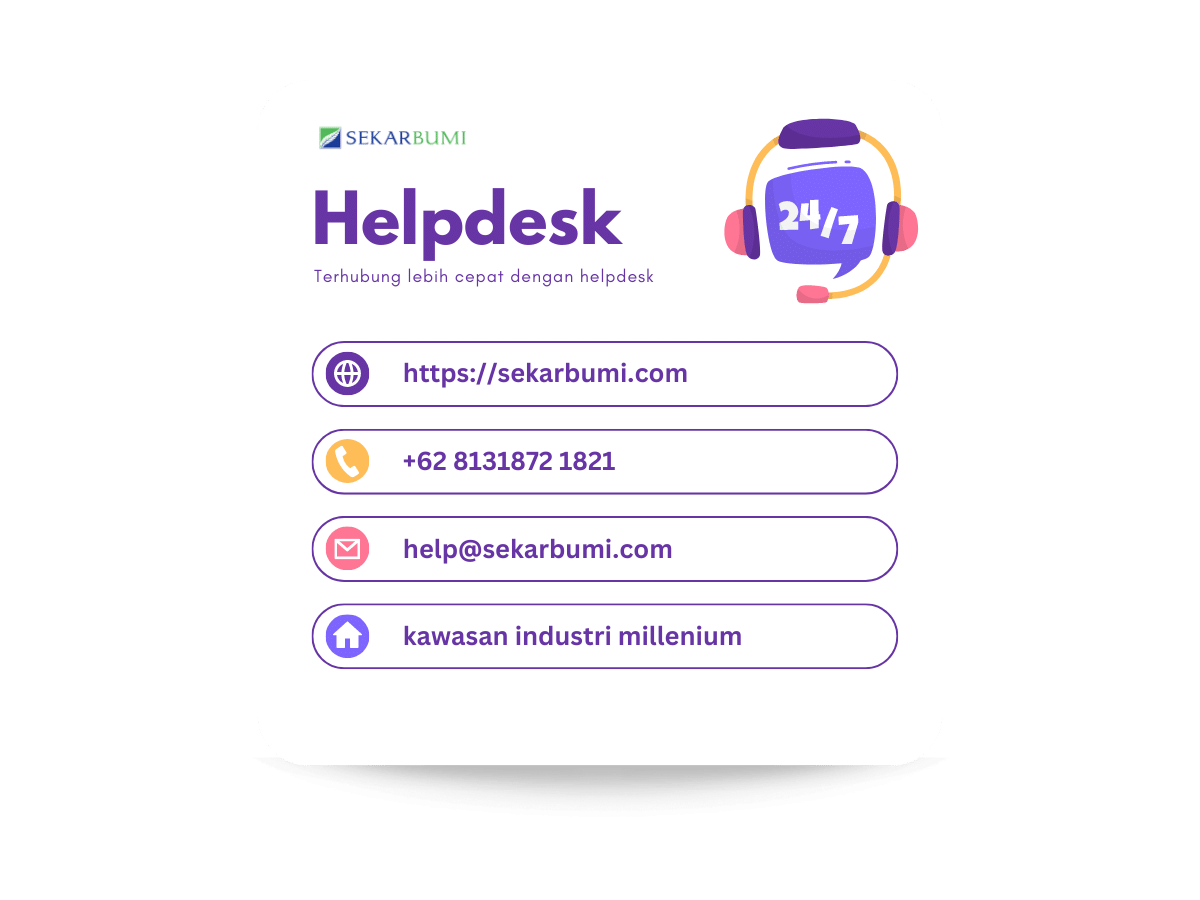 SEKARBUMI
Helpdesk
Terhubung lebih cepat dengan helpdesk
24/7
https://sekarbumi.com
+62 8131872 1821
help@sekarbumi.com
kawasan industri millenium